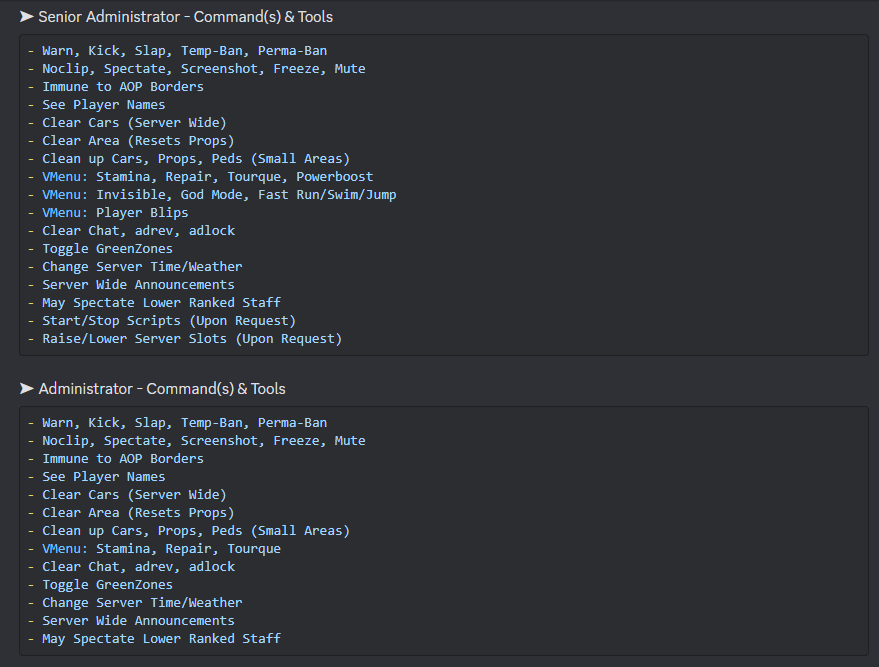 ➤ Senior Administrator - Command(s) & Tools
- Warn, Kick, Slap, Temp-Ban, Perma-Ban
- Noclip, Spectate, Screenshot, Freeze, Mute
- Immune to AOP Borders
- See Player Names
- Clear Cars (Server Wide)
- Clear Area (Resets Props)
- Clean up Cars, Props, Peds (Small Areas)
- VMenu: Stamina, Repair, Tourque, Powerboost
- VMenu: Invisible, God Mode, Fast Run/Swim/Jump
- VMenu: Player Blips
- Clear Chat, adrev, adlock
- Toggle GreenZones
- Change Server Time/Weather
- Server Wide Announcements
- May Spectate Lower Ranked Staff
- Start/Stop Scripts (Upon Request)
- Raise/Lower Server Slots (Upon Request)
➤ Administrator - Command(s) & Tools
- Warn, Kick, Slap, Temp-Ban, Perma-Ban
- Noclip, Spectate, Screenshot, Freeze, Mute
- Immune to AOP Borders
- See Player Names
- Clear Cars (Server Wide)
- Clear Area (Resets Props)
- Clean up Cars, Props, Peds (Small Areas)
- VMenu: Stamina, Repair, Tourque
- Clear Chat, adrev, adlock
- Toggle GreenZones
- Change Server Time/Weather
- Server Wide Announcements
- May Spectate Lower Ranked Staff